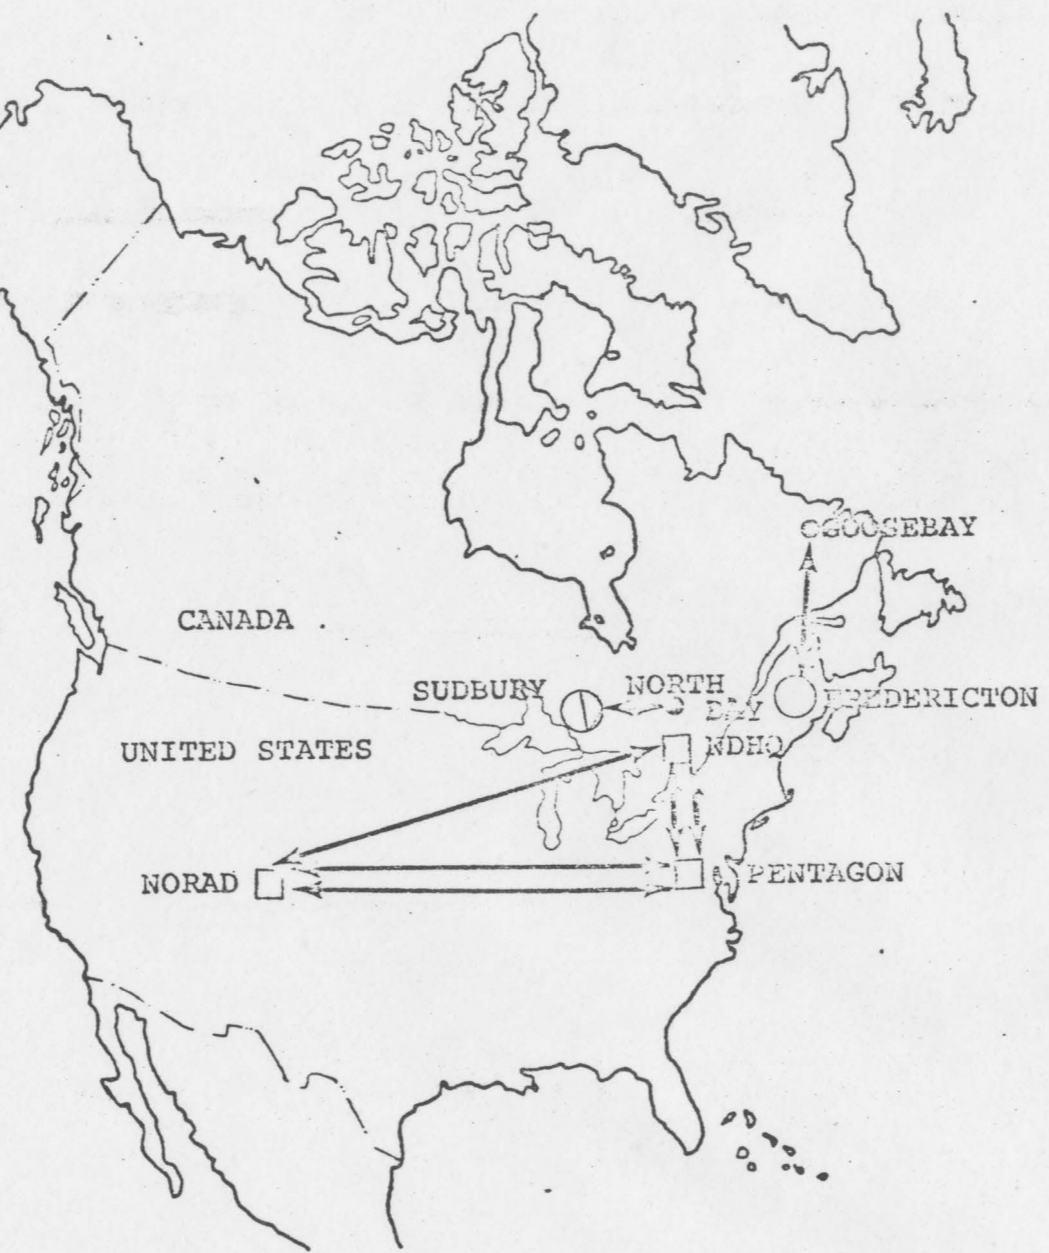 GOOSEBAY
CANADA
SUDBURY
NORTH
BAY
FREDERICTON
UNITED STATES
NDHQ
NORAD
PENTAGON